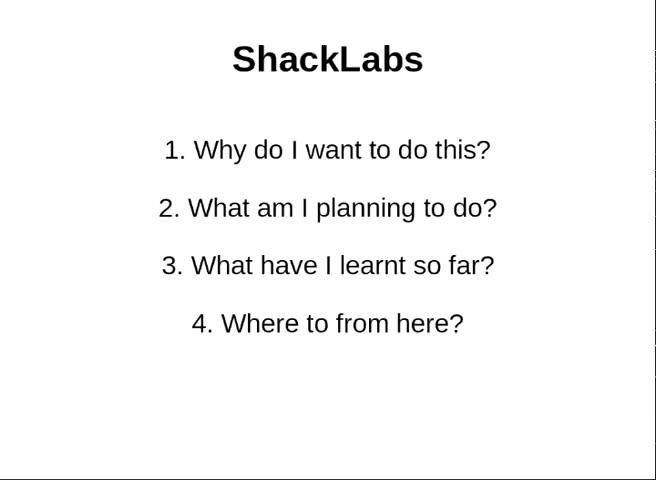 ShackLabs
1. Why do I want to do this?
2. What am I planning to do?
3. What have I learnt so far?
4. Where to from here?